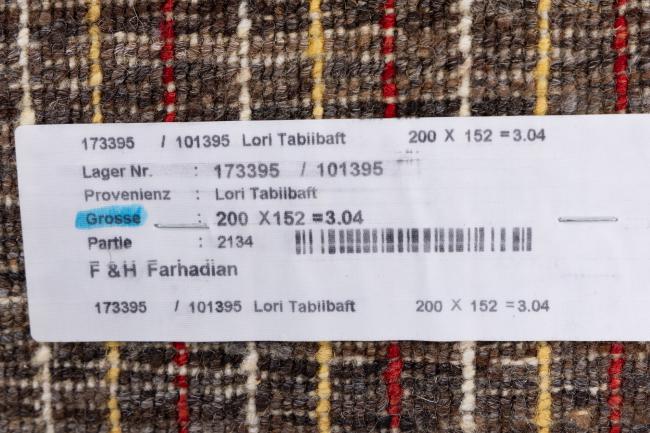 173395 / 101395 Lori Tabiibaft 200 X 152 = 3.04
Lager Nr. : 173395 / 101395
Provenienz : Lori Tabiibaft
Grosse : 200 X 152 = 3.04
Partie : 2134
F & H Farhadian
173395 / 101395 Lori Tabiibaft 200 X 152 = 3.04